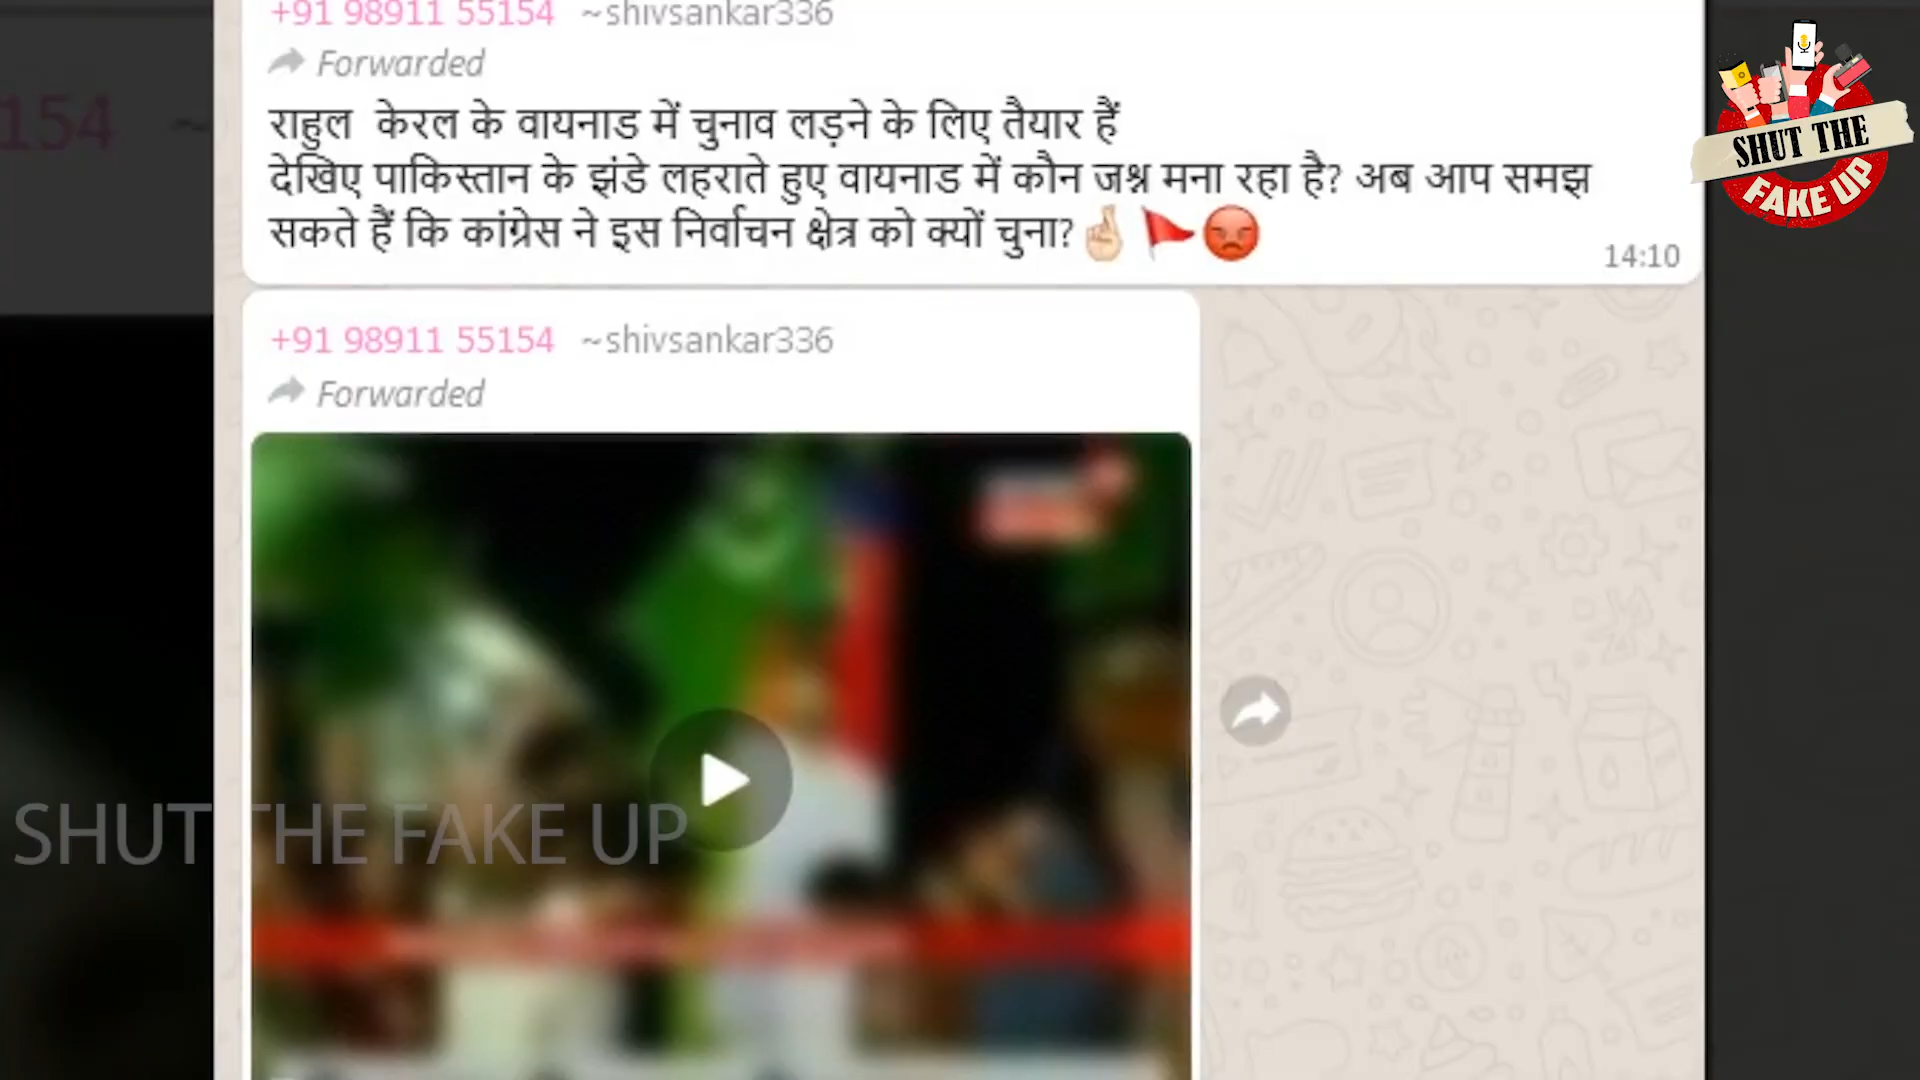 +91 98911 55154 ~shivsankar336
Forwarded
राहुल केरल के वायनाड में चुनाव लड़ने के लिए तैयार हैं
देखिए पाकिस्तान के झंडे लहराते हुए वायनाड में कौन जश्न मना रहा है? अब आप समझ
सकते हैं कि कांग्रेस ने इस निर्वाचन क्षेत्र को क्यों चुना?🤞🏻🚩😡
14:10
+91 98911 55154 ~shivsankar336
Forwarded
154 ~
SHUT THE FAKE UP
SHUT THE
FAKE UP